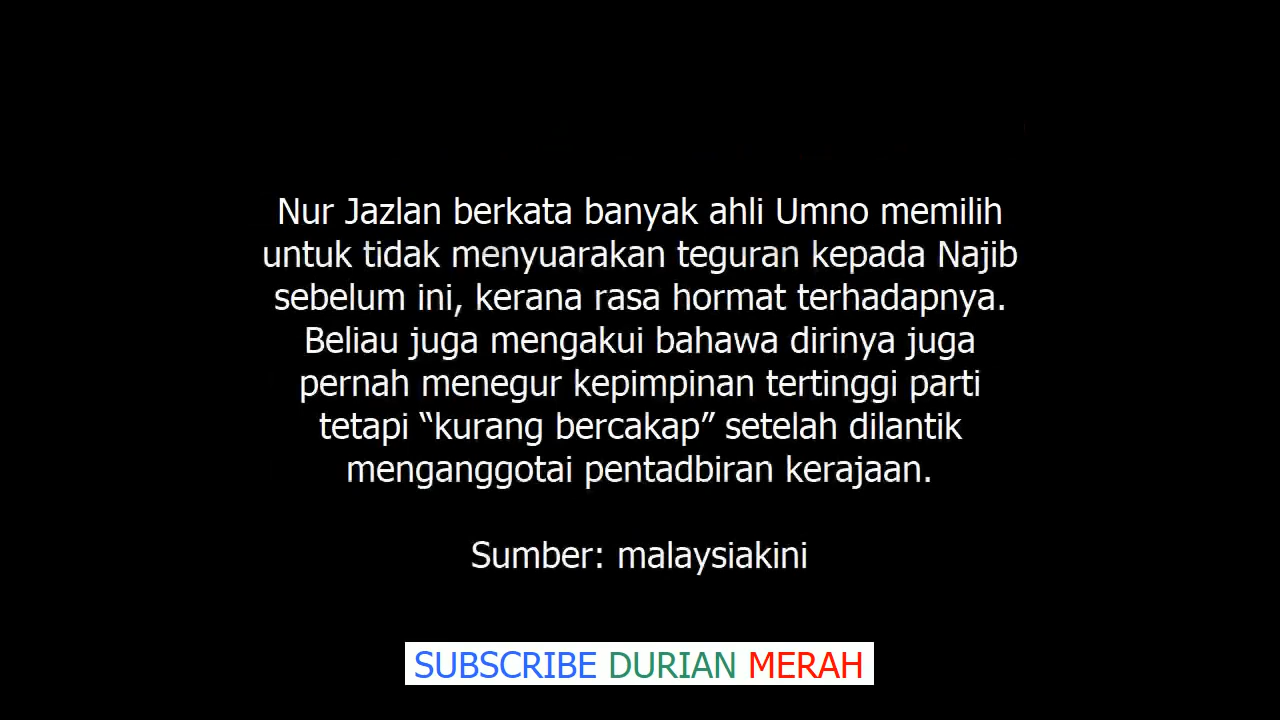 Nur Jazlan berkata banyak ahli Umno memilih
untuk tidak menyuarakan teguran kepada Najib
sebelum ini, kerana rasa hormat terhadapnya.
Beliau juga mengakui bahawa dirinya juga
pernah menegur kepimpinan tertinggi parti
tetapi “kurang bercakap” setelah dilantik
menganggotai pentadbiran kerajaan.
Sumber: malaysiakini
SUBSCRIBE DURIAN MERAH